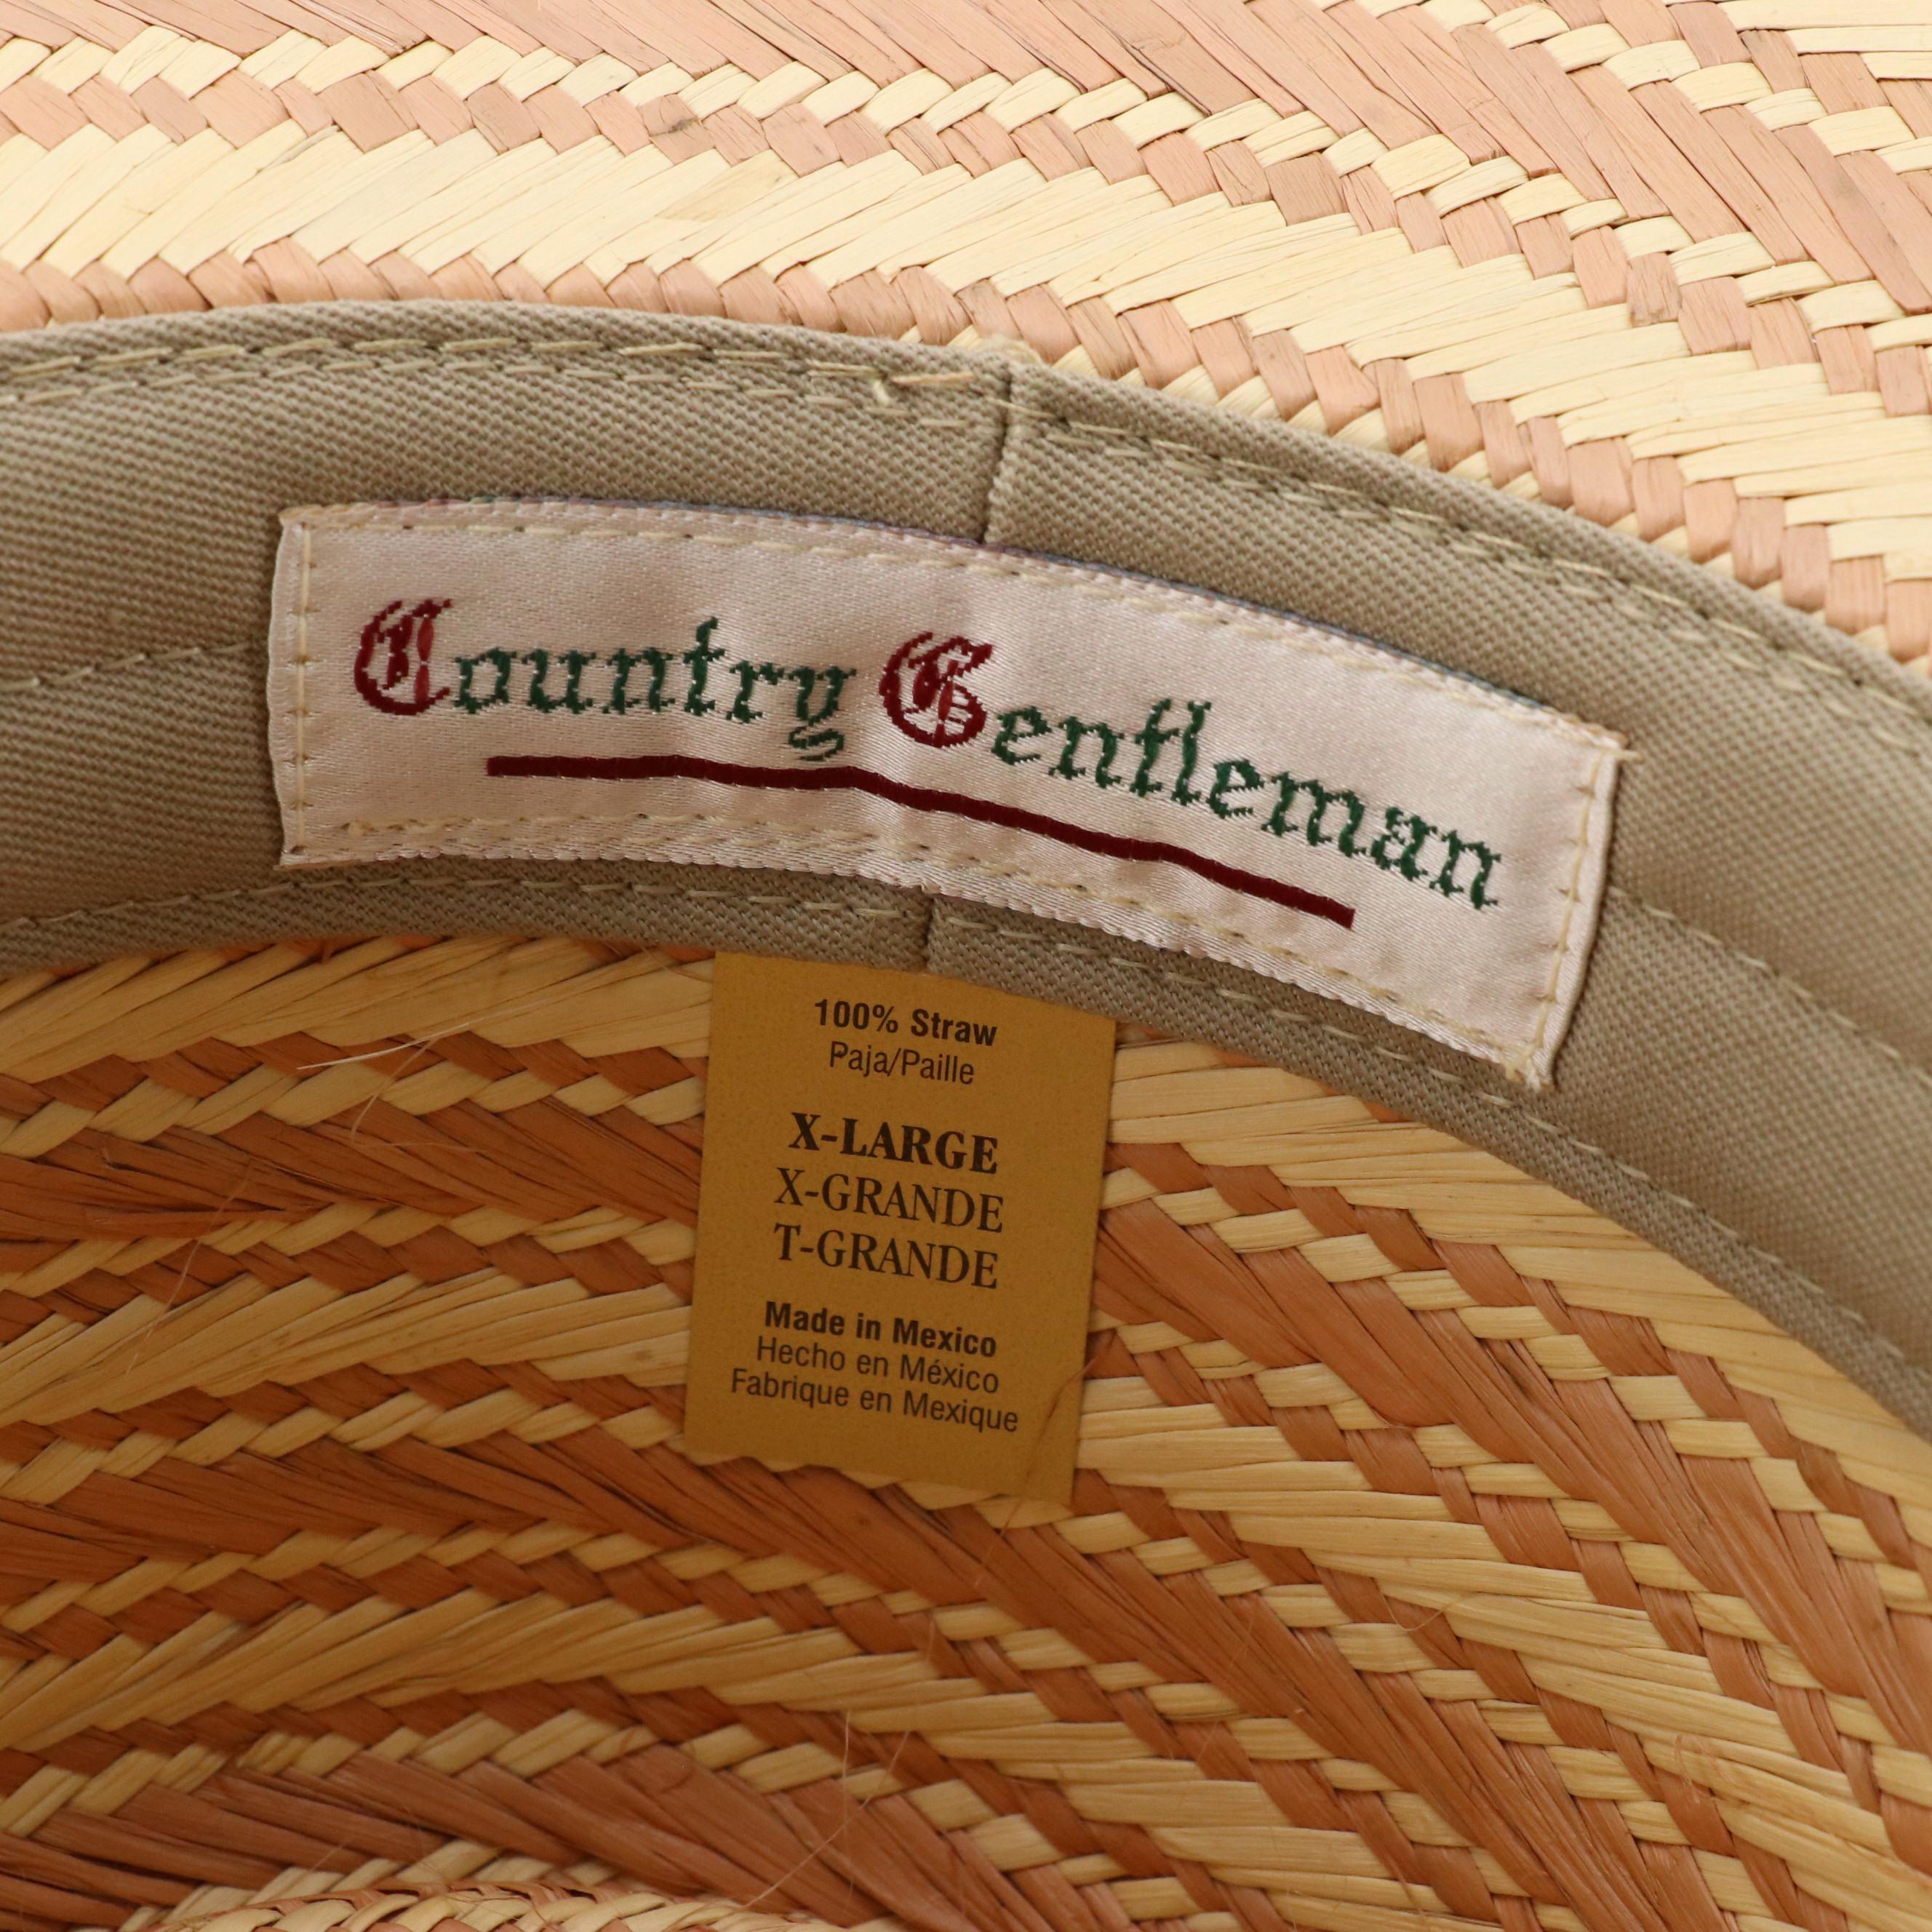 Country Gentleman
100% Straw
Paja/Paille
X-LARGE
X-GRANDE
T-GRANDE
Made in Mexico
Hecho en México
Fabrique en Mexique